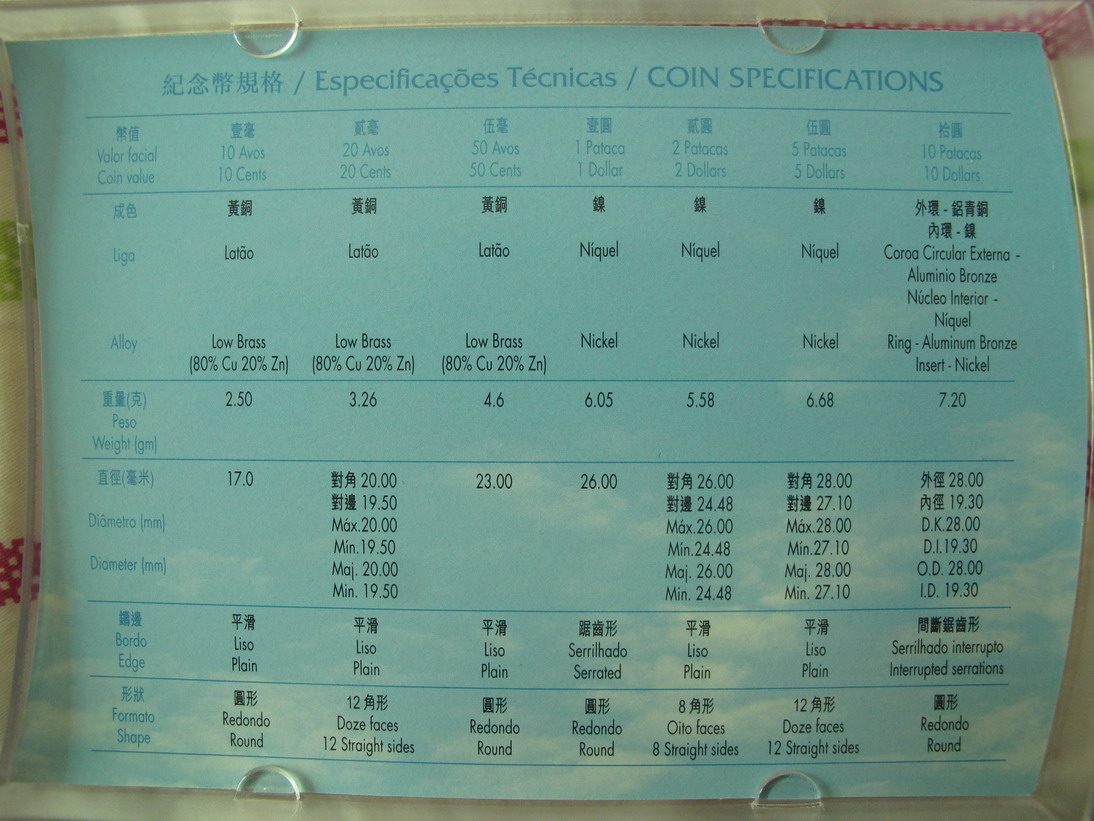 紀念幣規格 / Especificações Técnicas / COIN SPECIFICATIONS
幣值 壹毫 貳毫 伍毫 壹圓 貳圓 伍圓 拾圓
Valor facial 10 Avos 20 Avos 50 Avos 1 Pataca 2 Patacas 5 Patacas 10 Patacas
Coin value 10 Cents 20 Cents 50 Cents 1 Dollar 2 Dollars 5 Dollars 10 Dollars
成色 黃銅 黃銅 黃銅 鎳 鎳 鎳 外環 - 鋁青銅
內環 - 鎳
Liga Latão Latão Latão Níquel Níquel Níquel Coroa Circular Externa -
Aluminio Bronze
Núcleo Interior -
Níquel
Alloy Low Brass Low Brass Low Brass Nickel Nickel Nickel Ring - Aluminum Bronze
(80% Cu 20% Zn) (80% Cu 20% Zn) (80% Cu 20% Zn) Insert - Nickel
重量(克) 2.50 3.26 4.6 6.05 5.58 6.68 7.20
Peso
Weight (gm)
直徑(毫米) 17.0 對角 20.00 23.00 26.00 對角 26.00 對角 28.00 外徑 28.00
對邊 19.50 對邊 24.48 對邊 27.10 內徑 19.30
Diâmetro (mm) Máx.20.00 Máx.26.00 Máx.28.00 D.K.28.00
Mín.19.50 Mín.24.48 Mín.27.10 D.I.19.30
Diameter (mm) Maj. 20.00 Maj. 26.00 Maj. 28.00 O.D. 28.00
Min. 19.50 Min. 24.48 Min. 27.10 I.D. 19.30
鑄邊 平滑 平滑 平滑 踞齒形 平滑 平滑 間斷鋸齒形
Bordo Liso Liso Liso Serrilhado Liso Liso Serrilhado interrupto
Edge Plain Plain Plain Serrated Plain Plain Interrupted serrations
形狀 圓形 12 角形 圓形 圓形 8 角形 12 角形 圓形
Formato Redondo Doze faces Redondo Redondo Oito faces Doze faces Redondo
Shape Round 12 Straight sides Round Round 8 Straight sides 12 Straight sides Round